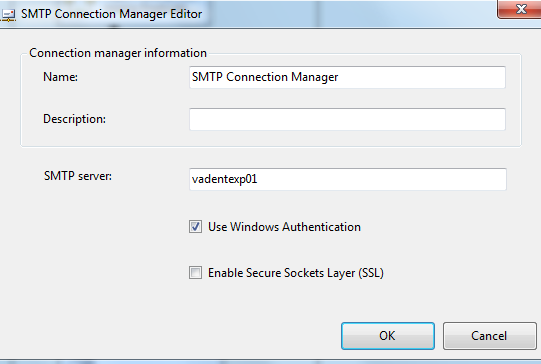 SMTP Connection Manager Editor
Connection manager information
Name: SMTP Connection Manager
Description:
SMTP server: vadentexp01
Use Windows Authentication
Enable Secure Sockets Layer (SSL)
OK Cancel